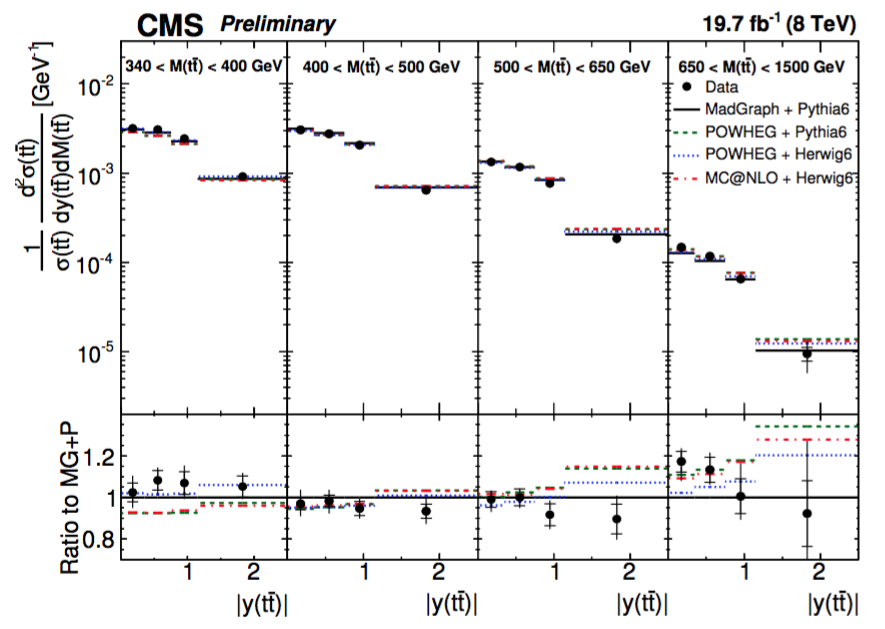 CMS Preliminary 19.7 fb⁻¹ (8 TeV)
340 < M(tt̄) < 400 GeV 400 < M(tt̄) < 500 GeV 500 < M(tt̄) < 650 GeV 650 < M(tt̄) < 1500 GeV
Data
MadGraph + Pythia6
POWHEG + Pythia6
POWHEG + Herwig6
MC@NLO + Herwig6
1/σ(tt̄) d²σ(tt̄)/dy(tt̄)dM(tt̄) [GeV⁻¹]
10⁻²
10⁻³
10⁻⁴
10⁻⁵
Ratio to MG+P
1.2
1
0.8
1 2 1 2 1 2 1 2
|y(tt̄)| |y(tt̄)| |y(tt̄)| |y(tt̄)|